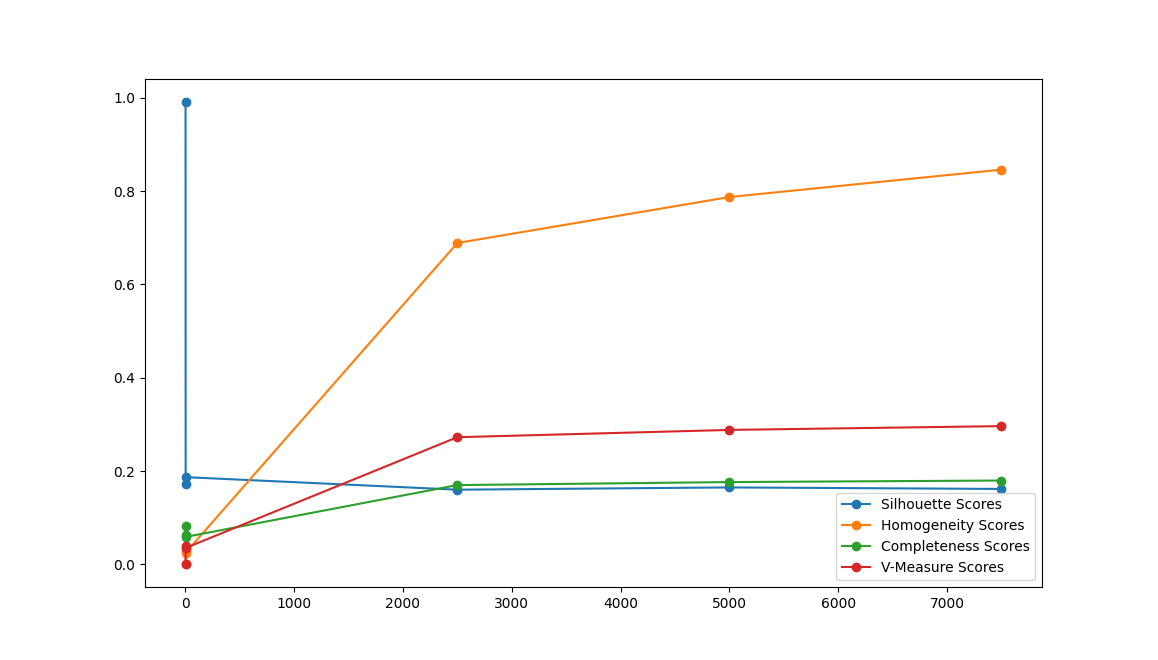 1.0
0.8
0.6
0.4
0.2
0.0
0 1000 2000 3000 4000 5000 6000 7000
Silhouette Scores
Homogeneity Scores
Completeness Scores
V-Measure Scores